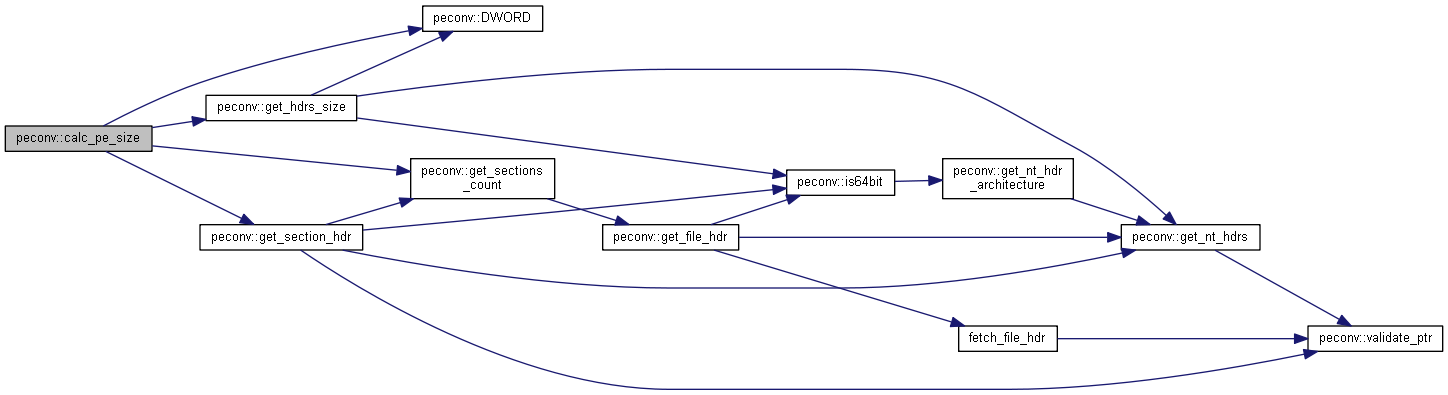 peconv::DWORD
peconv::get_hdrs_size
peconv::calc_pe_size
peconv::get_sections
_count
peconv::get_nt_hdr
_architecture
peconv::is64bit
peconv::get_section_hdr
peconv::get_file_hdr
peconv::get_nt_hdrs
fetch_file_hdr
peconv::validate_ptr